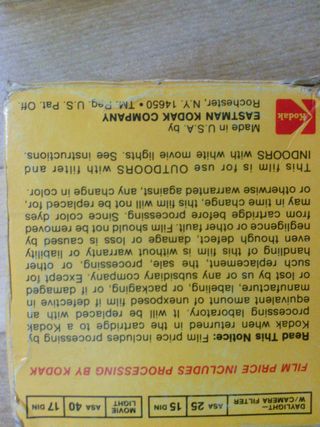 DAYLIGHT—
W/CAMERA FILTER
ASA 25 15 DIN
MOVIE
LIGHT
ASA 40 17 DIN
FILM PRICE INCLUDES PROCESSING BY KODAK
Read This Notice: Film price includes processing by
Kodak when returned in the cartridge to a Kodak
processing laboratory. It will be replaced with an
equivalent amount of unexposed film if defective in
manufacture, labeling, or packaging, or if damaged
or lost by us or any subsidiary company. Except for
such replacement, the sale, processing, or other
handling of this film is without warranty or liability
even though defect, damage or loss is caused by
negligence or other fault. Film should not be removed
from cartridge before processing. Since color dyes
may in time change, this film will not be replaced for,
or otherwise warranted against, any change in color.
This film is for use OUTDOORS with filter and
INDOORS with white movie lights. See instructions.
Kodak
Made in U.S.A. by
EASTMAN KODAK COMPANY
Rochester, N.Y. 14650 • TM. Reg. U.S. Pat. Off.